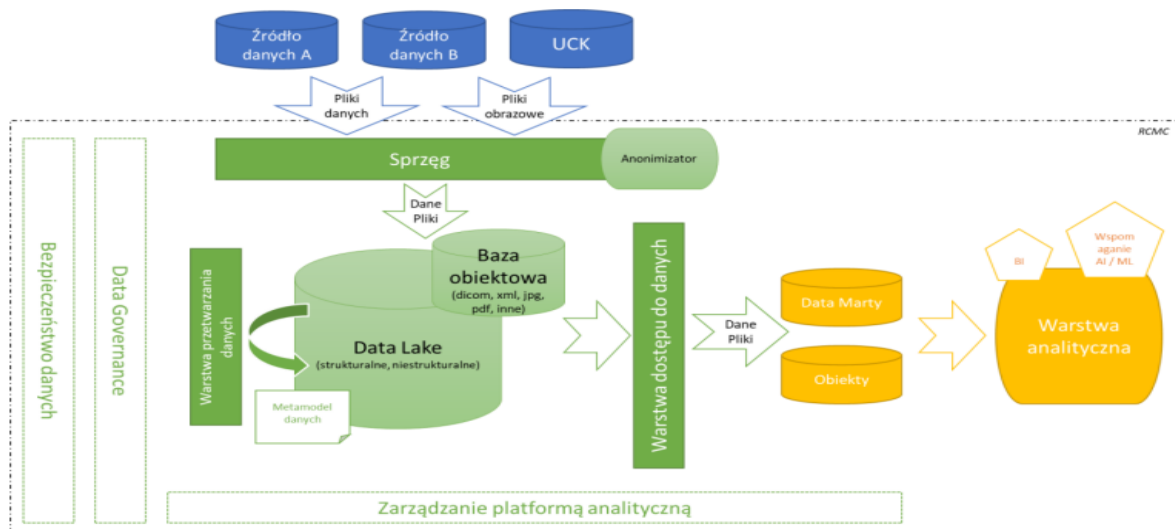 Źródło
danych A
Źródło
danych B
UCK
Pliki
danych
Pliki
obrazowe
RCMC
Sprzęg
Anonimizator
Dane
Pliki
Bezpieczeństwo danych
Data Governance
Warstwa przetwarzania
danych
Baza
obiektowa
(dicom, xml, jpg,
pdf, inne)
Data Lake
(strukturalne, niestrukturalne)
Metamodel
danych
Warstwa dostępu do danych
Dane
Pliki
Data Marty
Obiekty
BI
Wspom
aganie
AI / ML
Warstwa
analityczna
Zarządzanie platformą analityczną